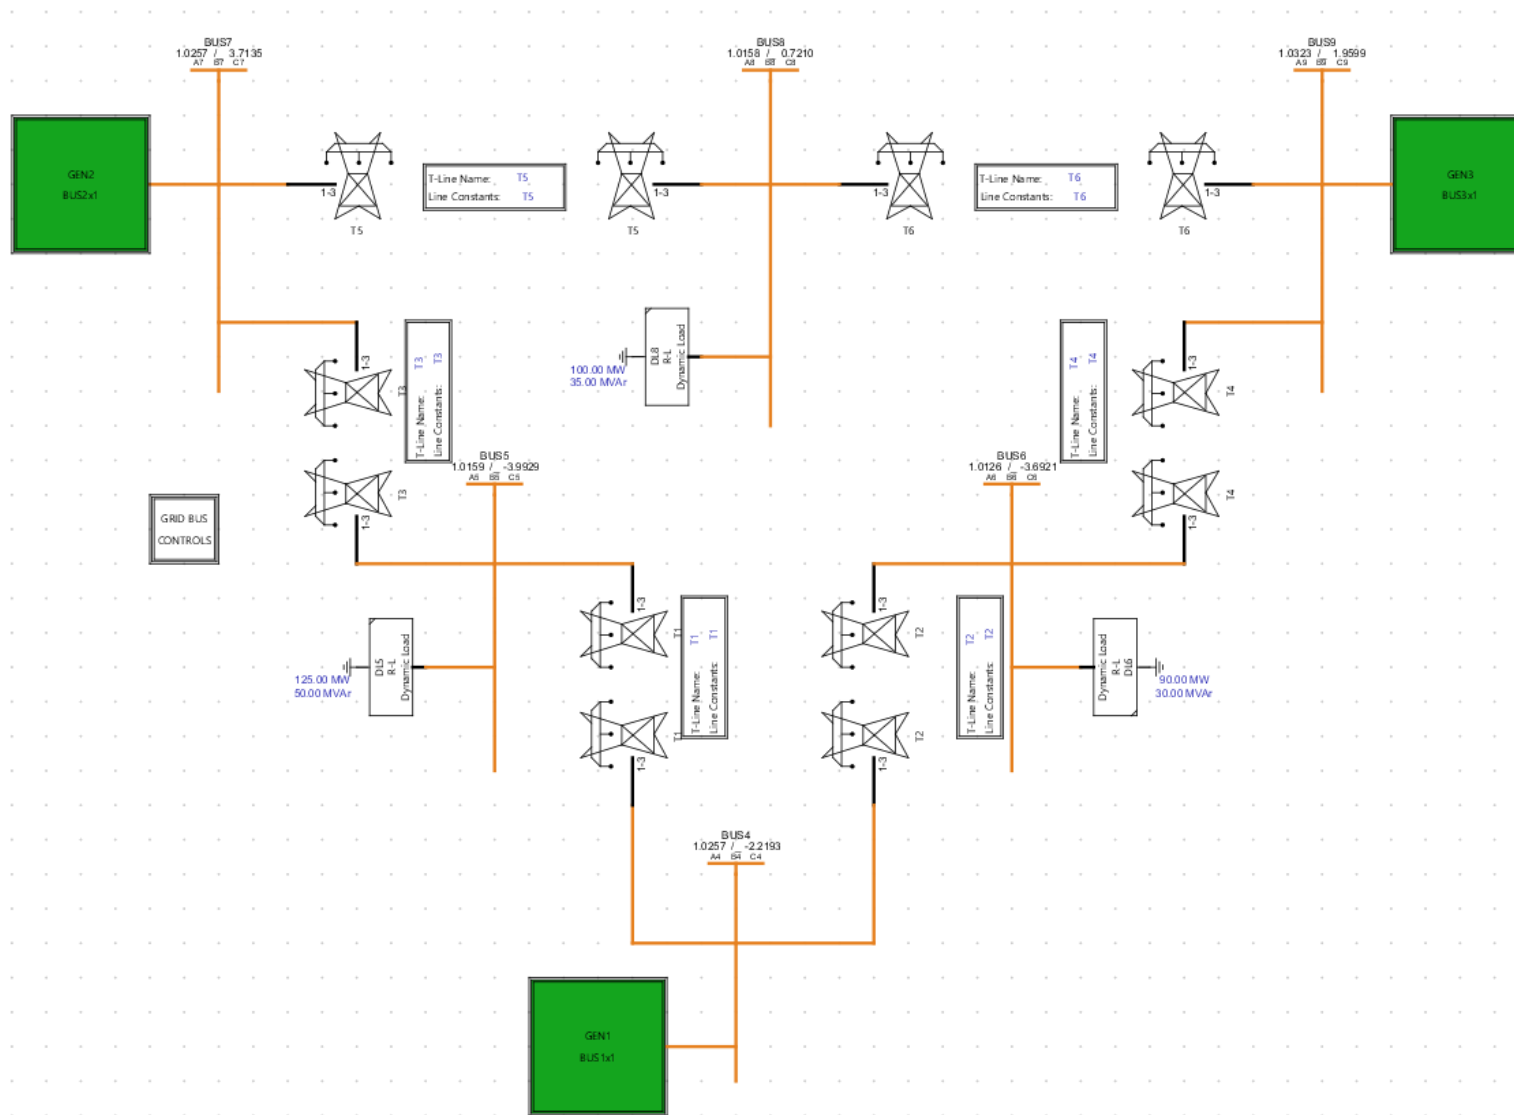 BUS7
1.0257 /_ 3.7135
A7 B7 C7
BUS8
1.0158 /_ 0.7210
A8 B8 C8
BUS9
1.0323 /_ 1.9599
A9 B9 C9
GEN2
BUS2x1
1-3
T5
T-Line Name: T5
Line Constants: T5
1-3
T5
1-3
T6
T-Line Name: T6
Line Constants: T6
1-3
T6
GEN3
BUS3x1
1-3
T3
T-Line Name: T3
Line Constants: T3
1-3
T3
100.00 MW
35.00 MVAr
DL8
R-L
Dynamic Load
1-3
T4
T-Line Name: T4
Line Constants: T4
1-3
T4
BUS5
1.0159 /_ -3.9929
A5 B5 C5
BUS6
1.0126 /_ -3.6921
A6 B6 C6
GRID BUS
CONTROLS
125.00 MW
50.00 MVAr
DL5
R-L
Dynamic Load
1-3
T1
T-Line Name: T1
Line Constants: T1
1-3
T1
1-3
T2
T-Line Name: T2
Line Constants: T2
1-3
T2
Dynamic Load
R-L
DL6
90.00 MW
30.00 MVAr
BUS4
1.0257 /_ -2.2193
A4 B4 C4
GEN1
BUS1x1